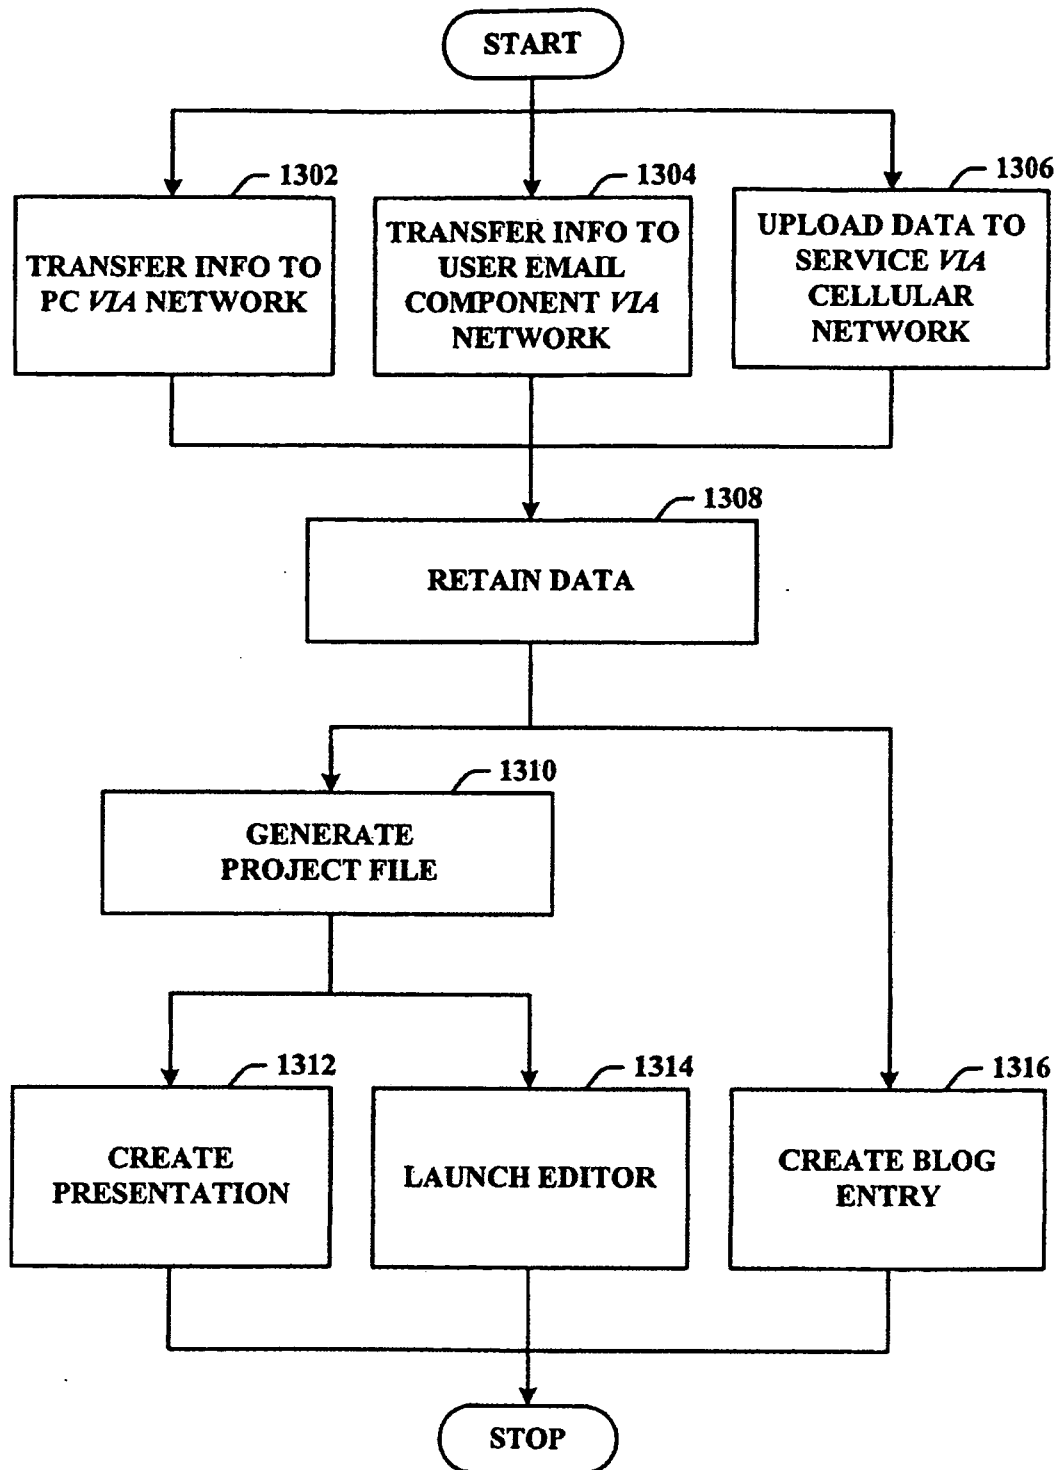 START
1302
1304
1306
TRANSFER INFO TO
PC VIA NETWORK
TRANSFER INFO TO
USER EMAIL
COMPONENT VIA
NETWORK
UPLOAD DATA TO
SERVICE VIA
CELLULAR
NETWORK
1308
RETAIN DATA
1310
GENERATE
PROJECT FILE
1312
1314
1316
CREATE
PRESENTATION
LAUNCH EDITOR
CREATE BLOG
ENTRY
STOP